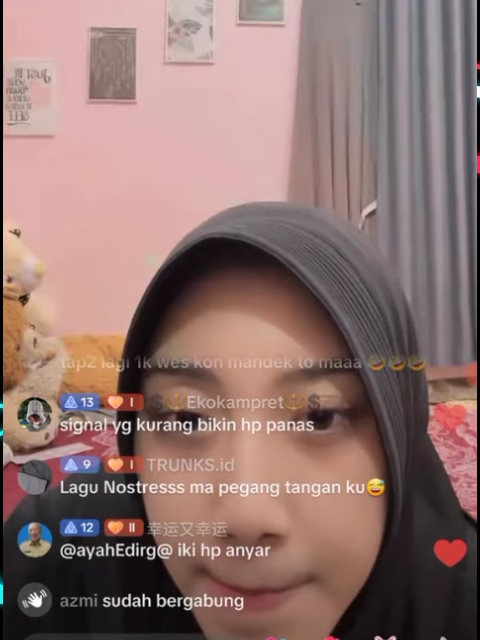 tap2 lagi 1k wes kon mandek to maaa 🤣🤣🤣
13 I $👑Ekokampret👑$
signal yg kurang bikin hp panas
9 I TRUNKS.id
Lagu Nostresss ma pegang tangan ku😅
12 II 幸运又幸运
@ayahEdirg@ iki hp anyar
azmi sudah bergabung